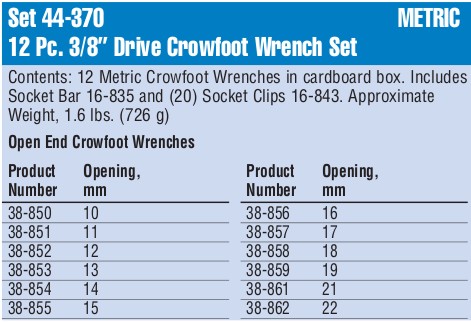 Set 44-370 METRIC
12 Pc. 3/8″ Drive Crowfoot Wrench Set
Contents: 12 Metric Crowfoot Wrenches in cardboard box. Includes
Socket Bar 16-835 and (20) Socket Clips 16-843. Approximate
Weight, 1.6 lbs. (726 g)
Open End Crowfoot Wrenches
Product Opening, Product Opening,
Number mm Number mm
38-850 10 38-856 16
38-851 11 38-857 17
38-852 12 38-858 18
38-853 13 38-859 19
38-854 14 38-861 21
38-855 15 38-862 22